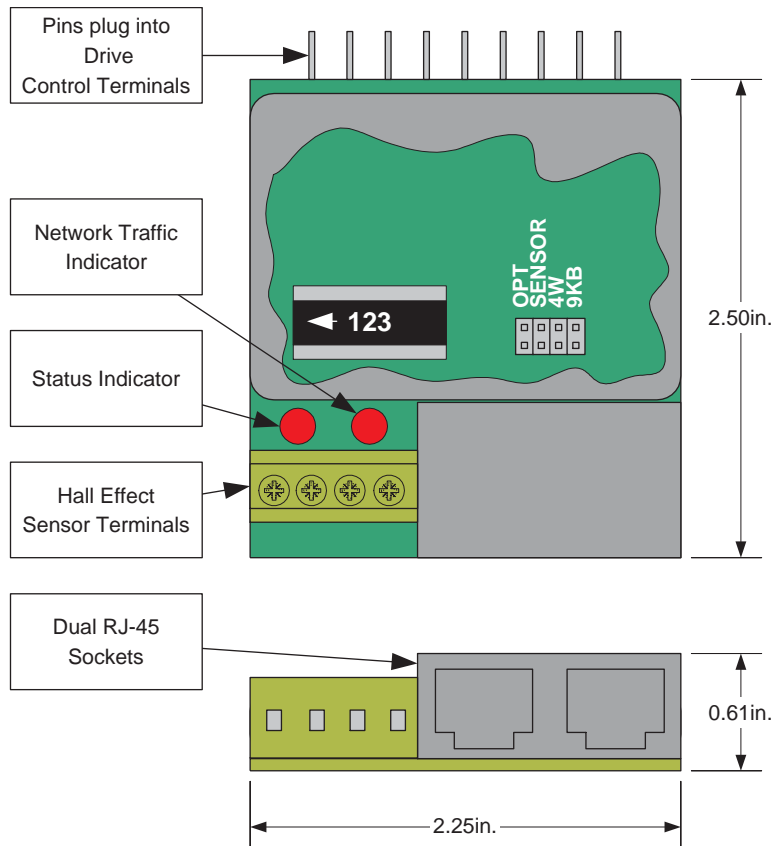 Pins plug into
Drive
Control Terminals
Network Traffic
Indicator
Status Indicator
Hall Effect
Sensor Terminals
Dual RJ-45
Sockets
OPT
SENSOR
4W
9KB
123
2.50in.
0.61in.
2.25in.